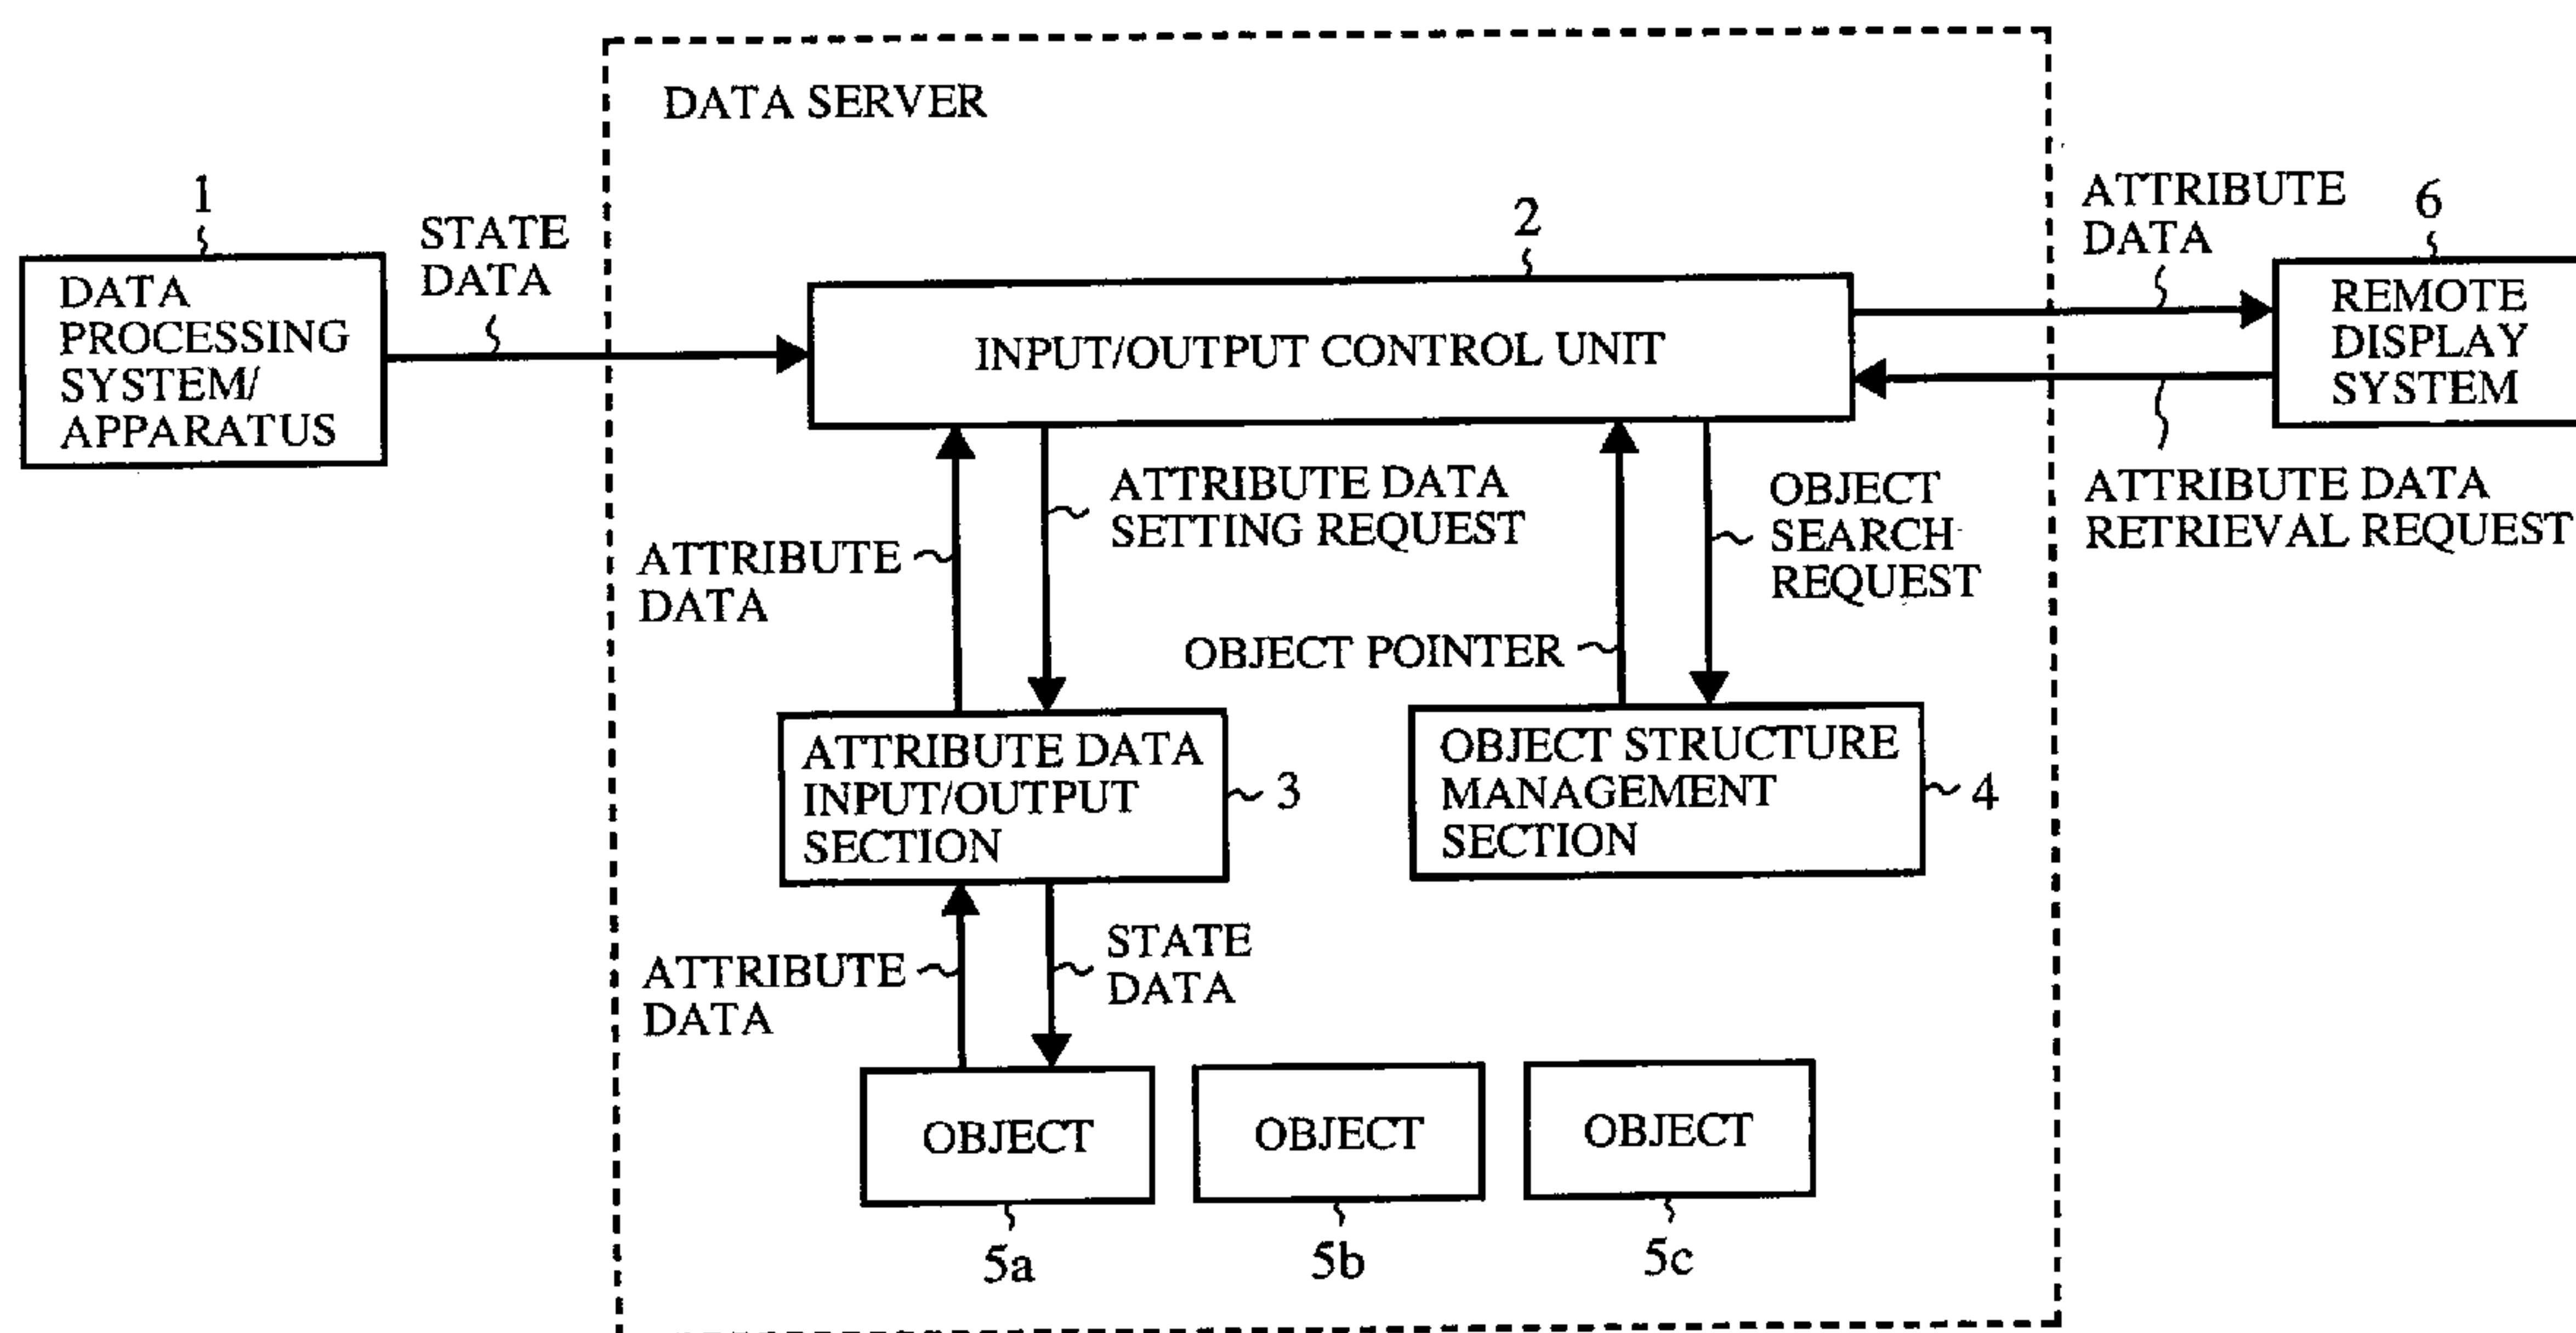 DATA SERVER
1
STATE
DATA
DATA
PROCESSING
SYSTEM/
APPARATUS
2
INPUT/OUTPUT CONTROL UNIT
ATTRIBUTE
DATA
6
REMOTE
DISPLAY
SYSTEM
ATTRIBUTE DATA
RETRIEVAL REQUEST
ATTRIBUTE
DATA
ATTRIBUTE DATA
SETTING REQUEST
OBJECT POINTER
OBJECT
SEARCH
REQUEST
ATTRIBUTE DATA
INPUT/OUTPUT
SECTION
3
OBJECT STRUCTURE
MANAGEMENT
SECTION
4
ATTRIBUTE
DATA
STATE
DATA
OBJECT
OBJECT
OBJECT
5a
5b
5c